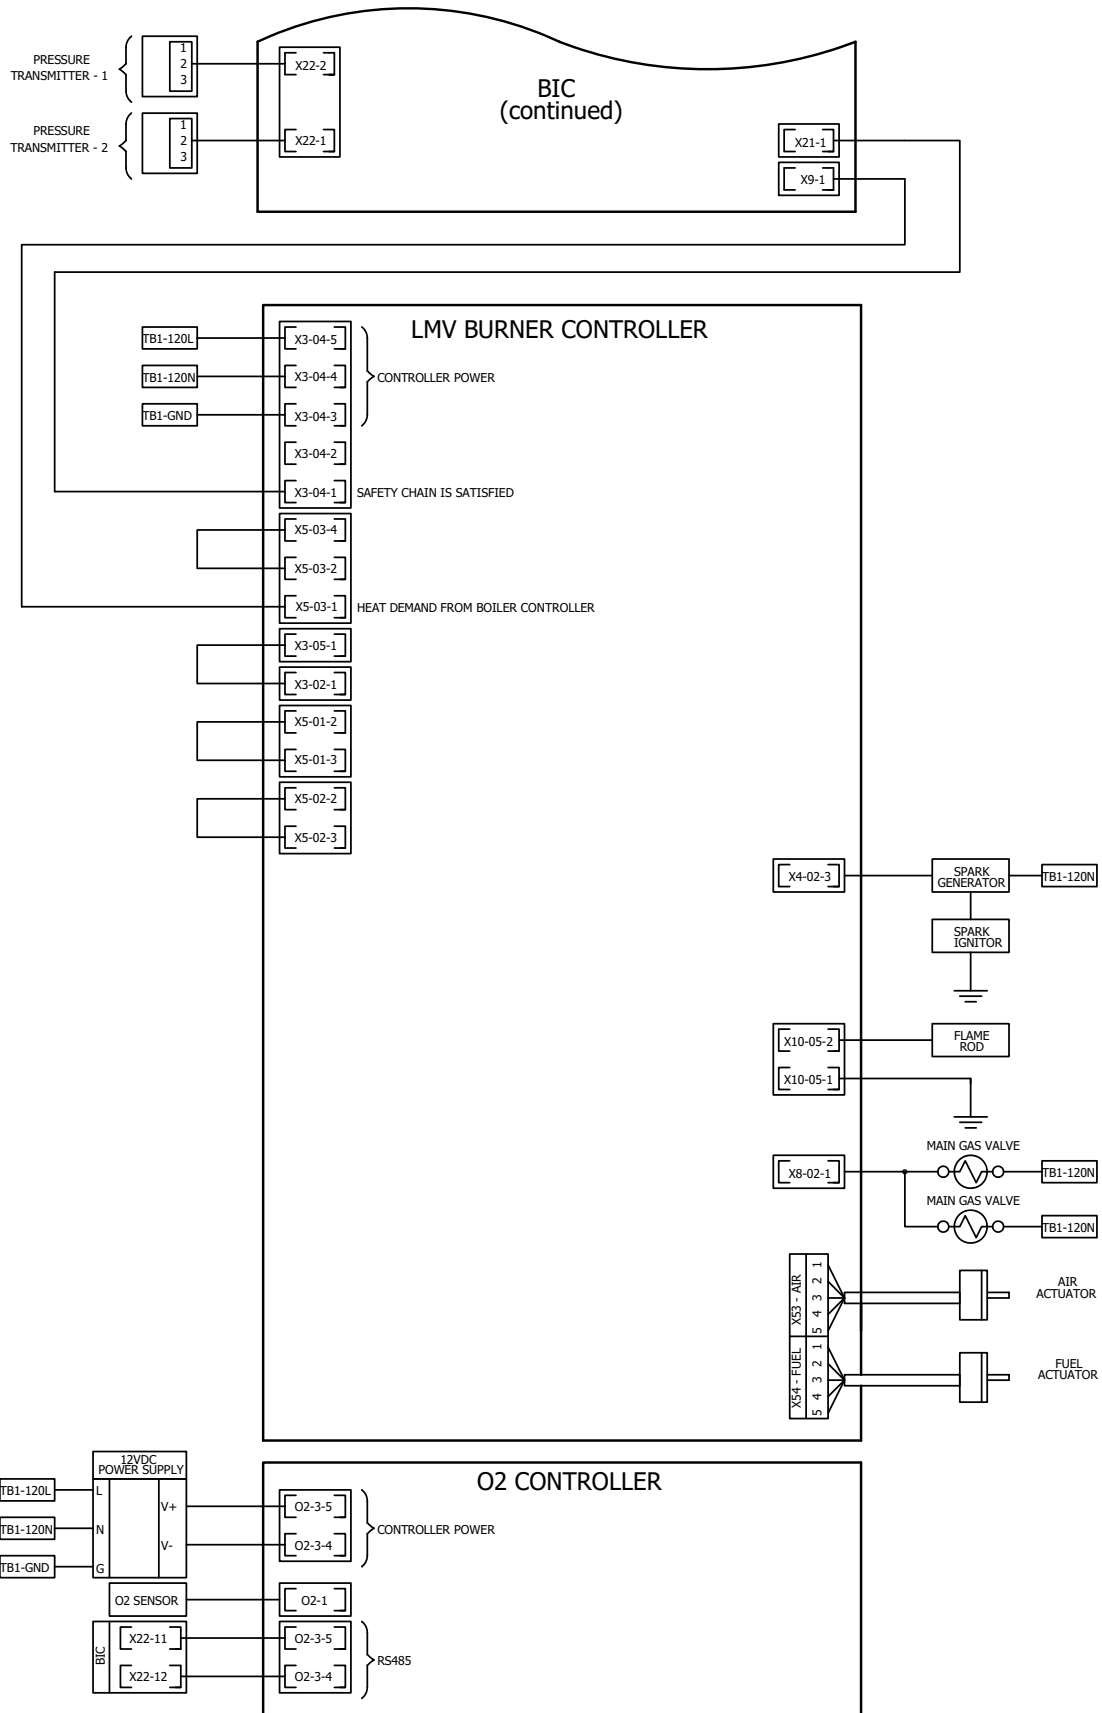 PRESSURE
TRANSMITTER - 1
1
2
3
X22-2
BIC
(continued)
PRESSURE
TRANSMITTER - 2
1
2
3
X22-1
X21-1
X9-1
LMV BURNER CONTROLLER
TB1-120L
X3-04-5
TB1-120N
X3-04-4
CONTROLLER POWER
TB1-GND
X3-04-3
X3-04-2
X3-04-1
SAFETY CHAIN IS SATISFIED
X5-03-4
X5-03-2
X5-03-1
HEAT DEMAND FROM BOILER CONTROLLER
X3-05-1
X3-02-1
X5-01-2
X5-01-3
X5-02-2
X5-02-3
X4-02-3
SPARK
GENERATOR
TB1-120N
SPARK
IGNITOR
X10-05-2
FLAME
ROD
X10-05-1
MAIN GAS VALVE
X8-02-1
TB1-120N
MAIN GAS VALVE
TB1-120N
X53 - AIR
1
2
3
4
5
AIR
ACTUATOR
X54 - FUEL
1
2
3
4
5
FUEL
ACTUATOR
12VDC
POWER SUPPLY
O2 CONTROLLER
TB1-120L
L
V+
O2-3-5
TB1-120N
N
CONTROLLER POWER
V-
O2-3-4
TB1-GND
G
O2 SENSOR
O2-1
BIC
X22-11
O2-3-5
RS485
X22-12
O2-3-4